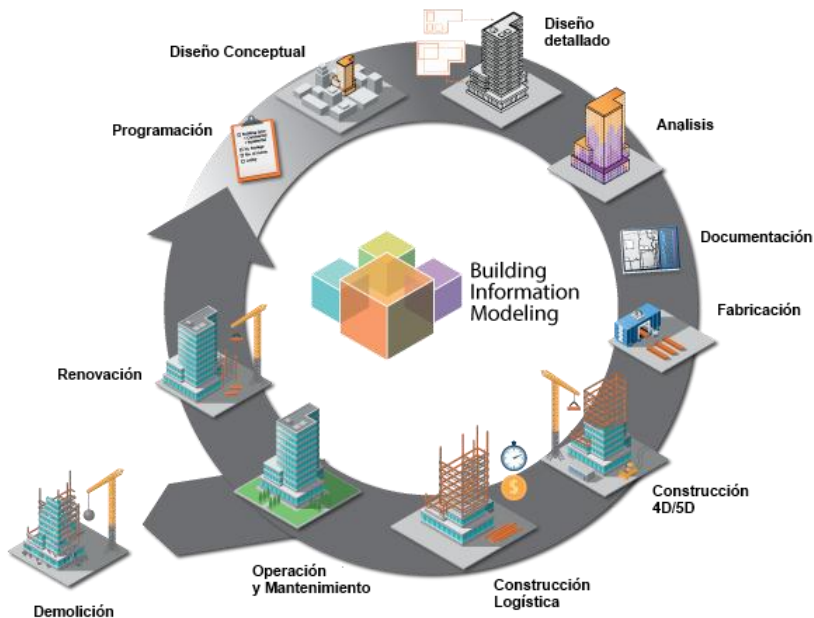 Diseño Conceptual
Diseño
detallado
Programación
Analisis
Documentación
Building
Information
Modeling
Fabricación
Renovación
Construcción
4D/5D
Operación
y Mantenimiento
Construcción
Logística
Demolición
$